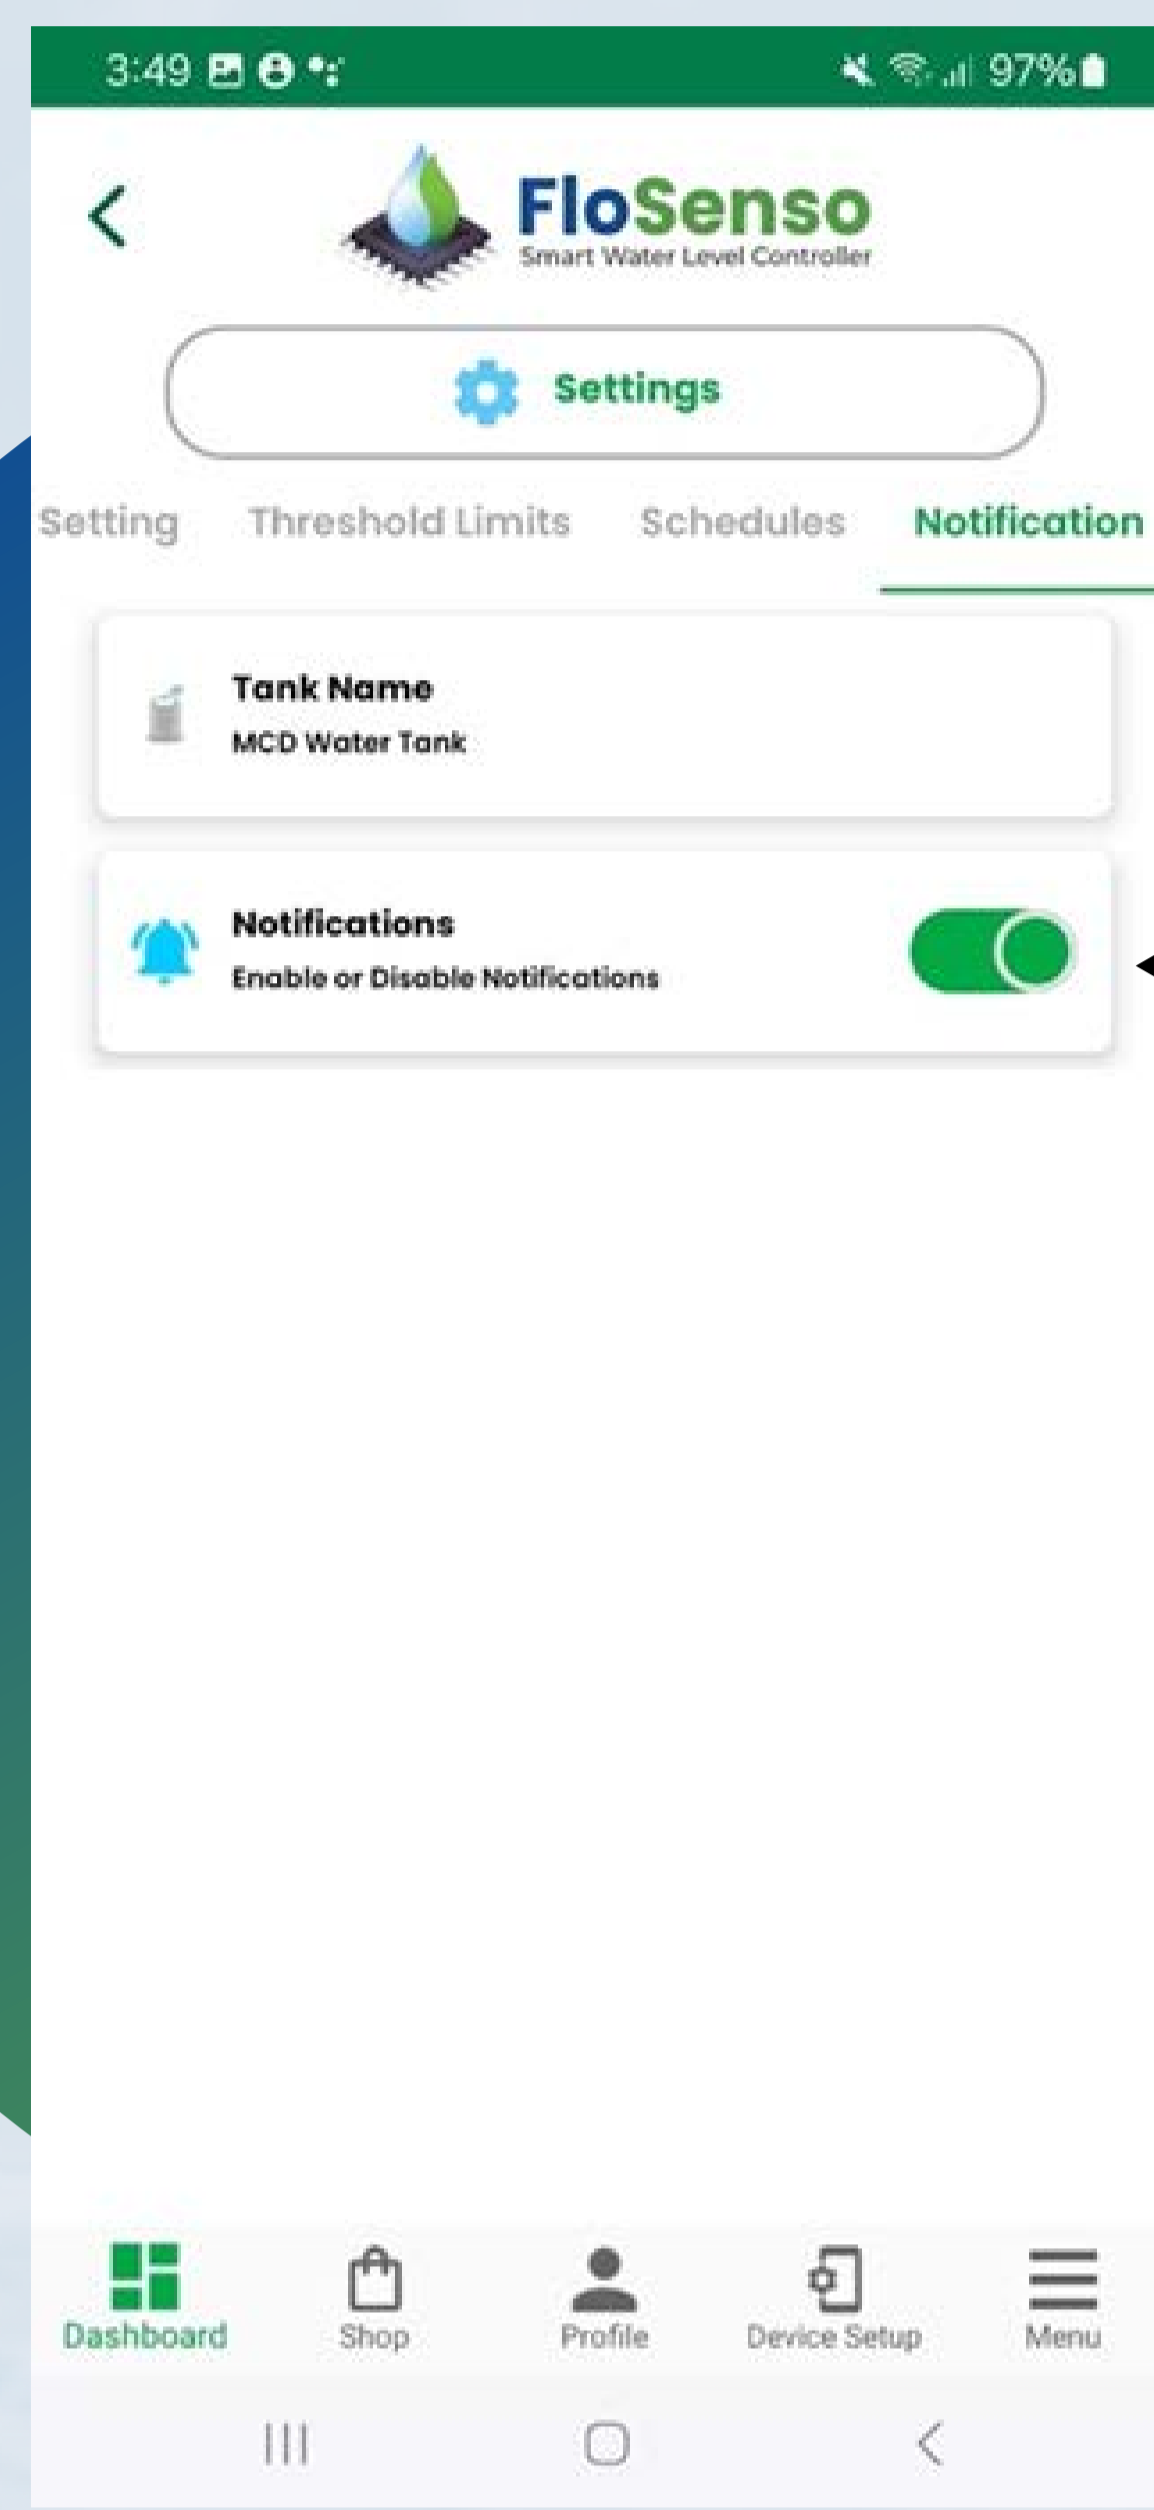 3:49 97%
FloSenso
Smart Water Level Controller
Settings
Setting Threshold Limits Schedules Notification
Tank Name
MCD Water Tank
Notifications
Enable or Disable Notifications
Dashboard Shop Profile Device Setup Menu